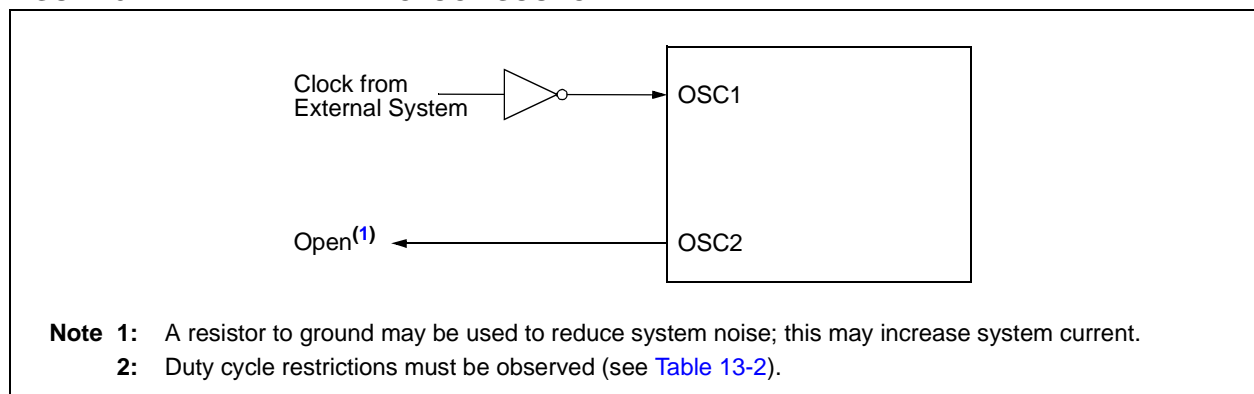 Clock from
External System
OSC1
Open(1)
OSC2
Note 1: A resistor to ground may be used to reduce system noise; this may increase system current.
2: Duty cycle restrictions must be observed (see Table 13-2).